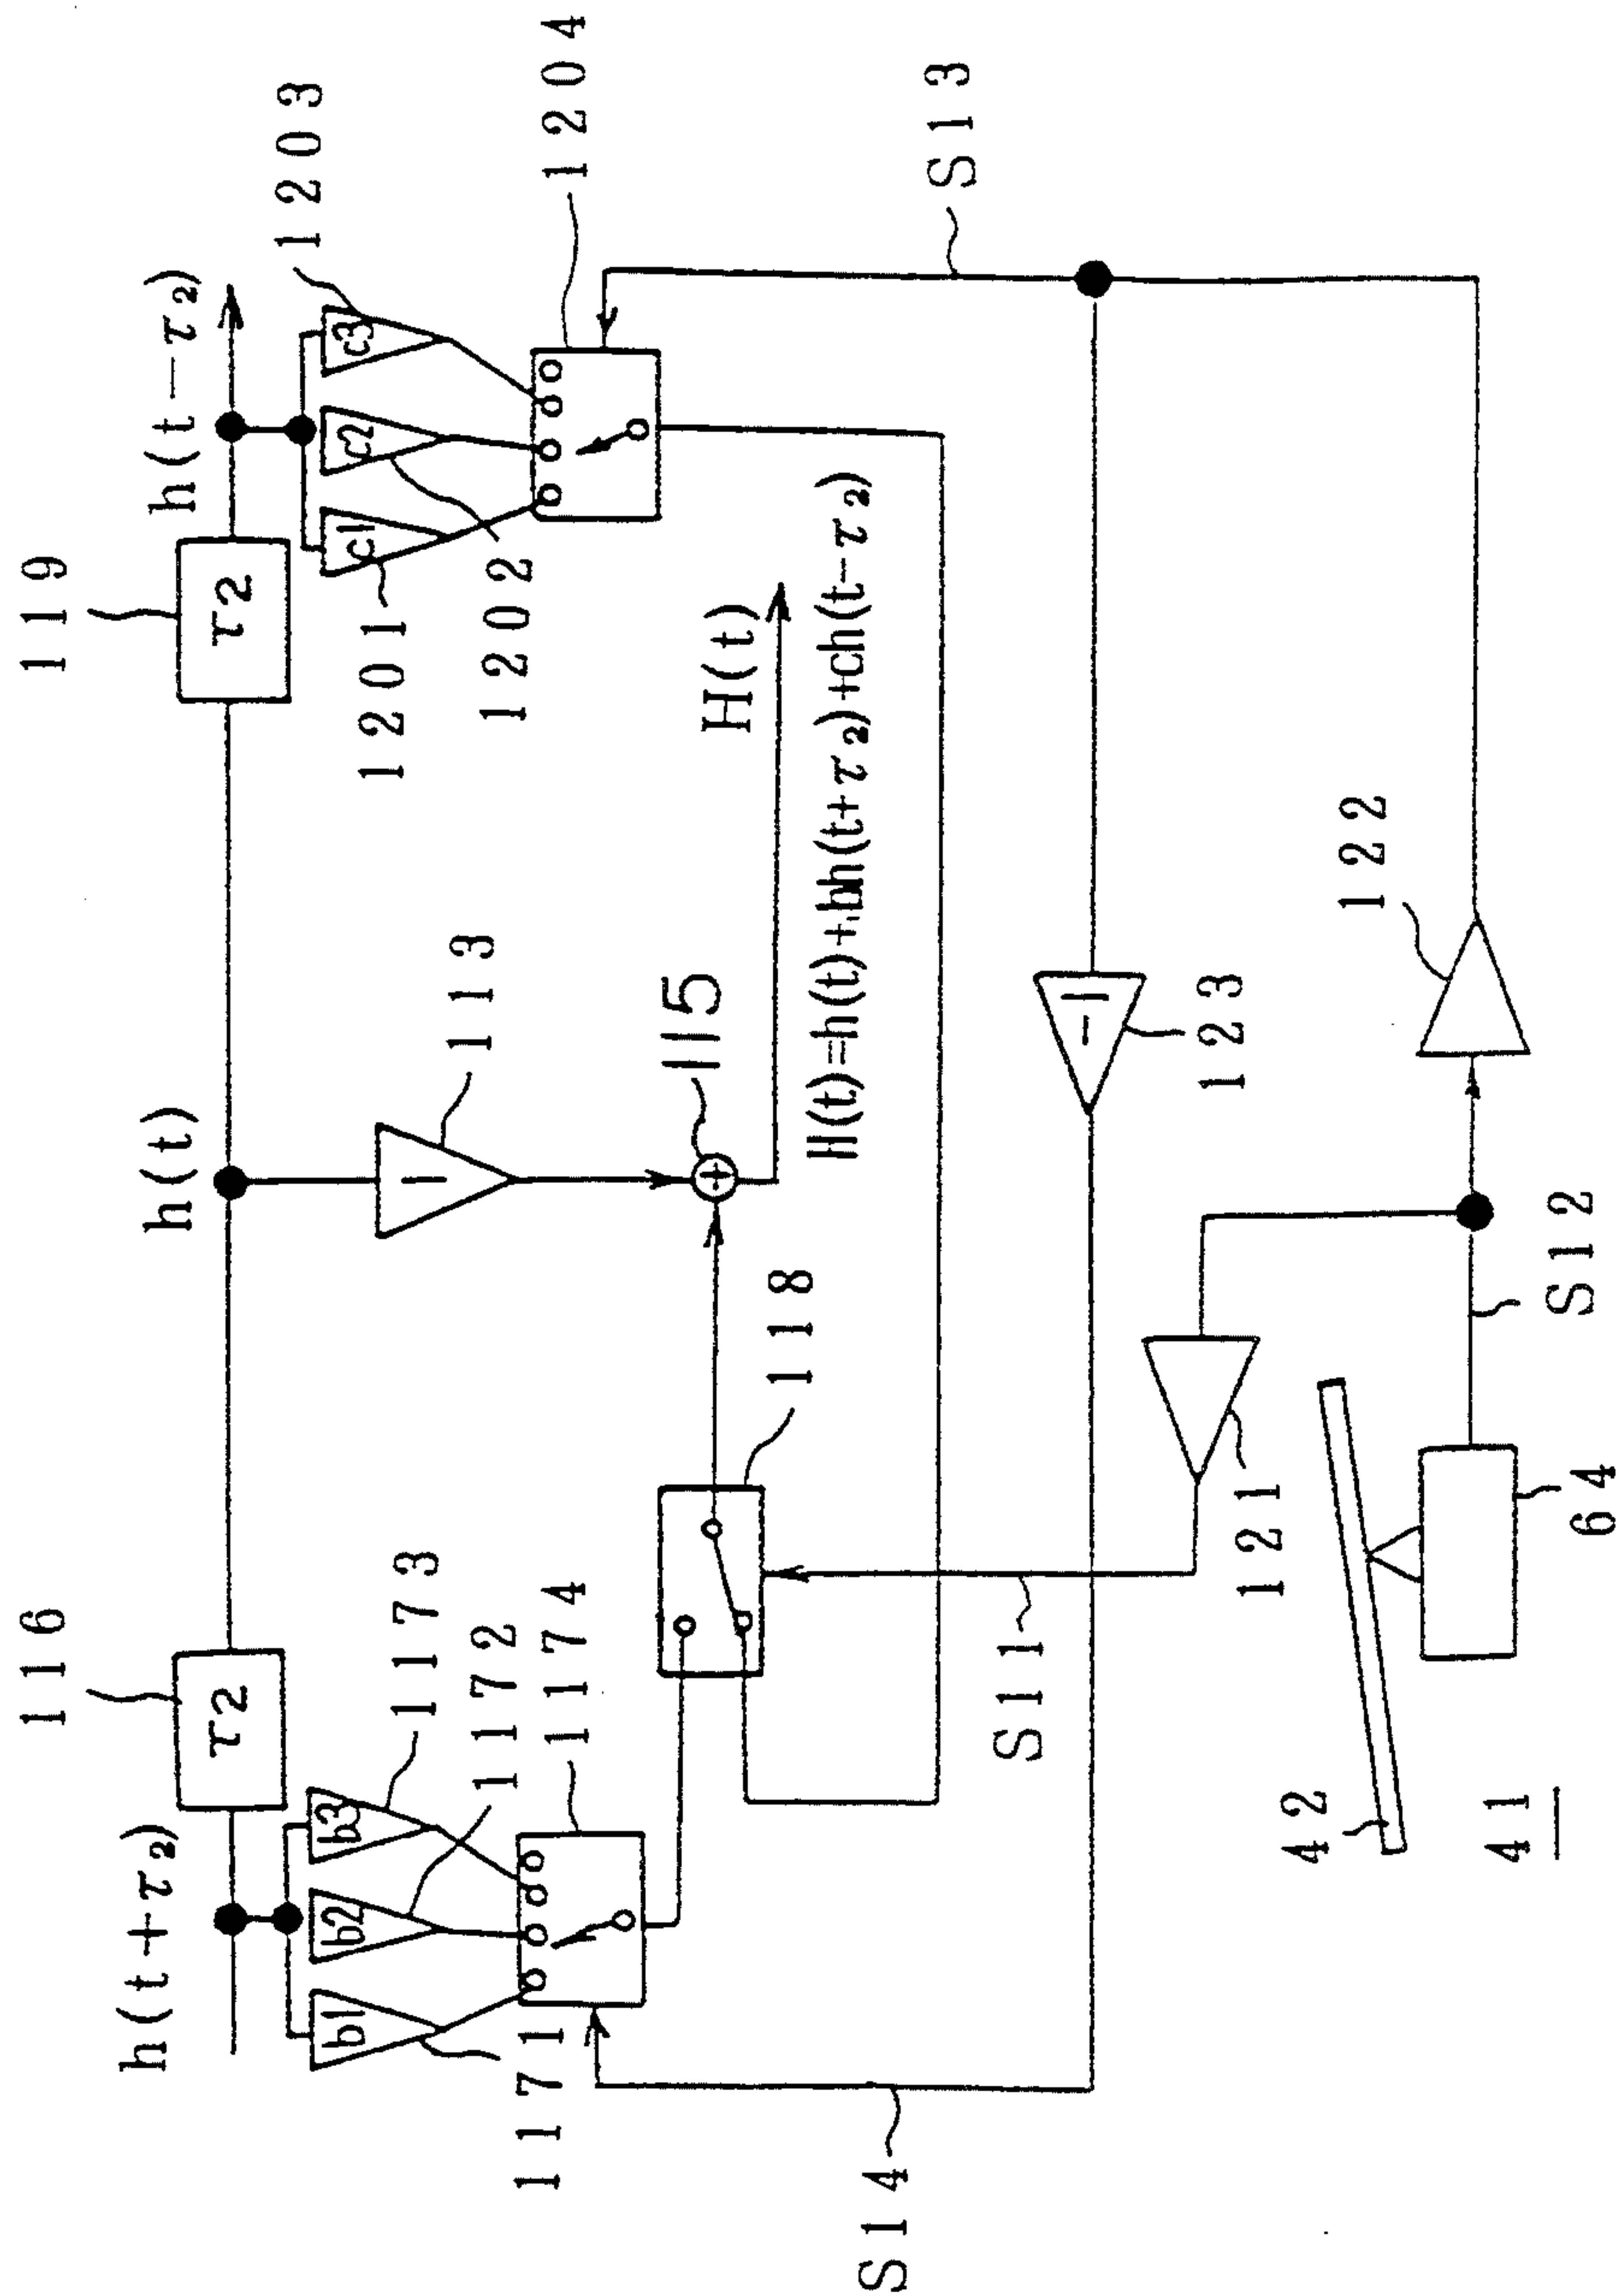 116
119
h(t+τ₂)
h(t)
h(t-τ₂)
τ2
τ2
b1
b2
b3
c1
c2
c3
1171
1172
1173
1174
1
113
1201
1202
1203
1204
115
118
H(t)
H(t)=h(t)+bh(t+τ₂)+ch(t-τ₂)
S14
S11
S13
-1
123
121
122
42
41
64
S12